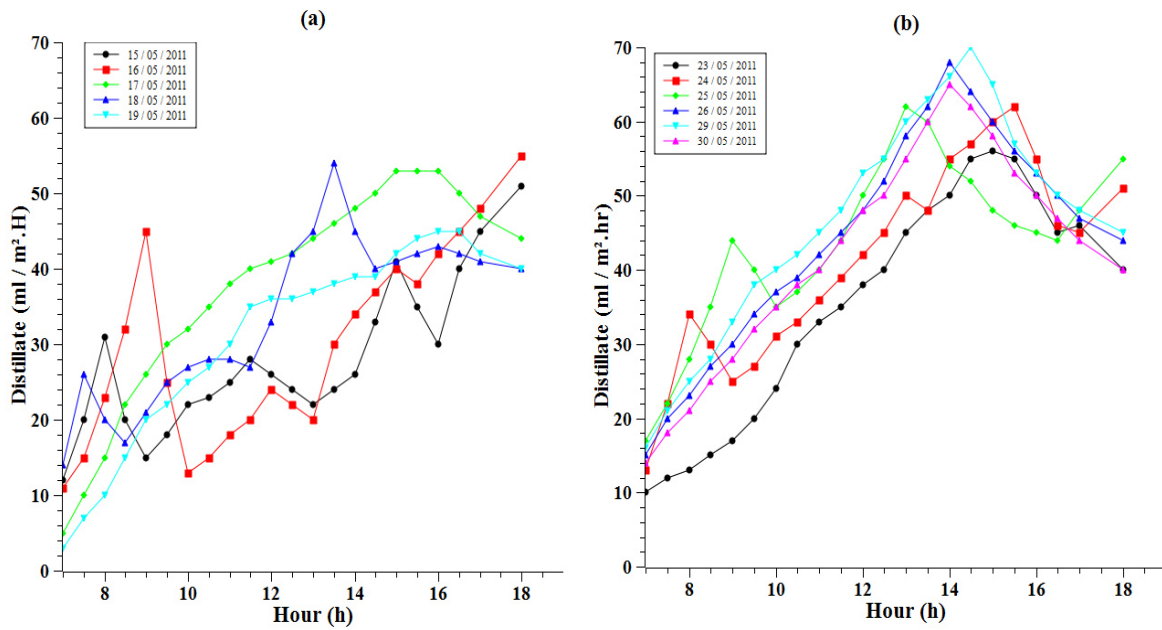 (a)
70
60
50
40
30
20
10
0
8
10
12
14
16
18
Distillate (ml / m².H)
Hour (h)
15 / 05 / 2011
16 / 05 / 2011
17 / 05 / 2011
18 / 05 / 2011
19 / 05 / 2011
(b)
70
60
50
40
30
20
10
0
8
10
12
14
16
18
Distillate (ml / m².hr)
Hour (h)
23 / 05 / 2011
24 / 05 / 2011
25 / 05 / 2011
26 / 05 / 2011
29 / 05 / 2011
30 / 05 / 2011